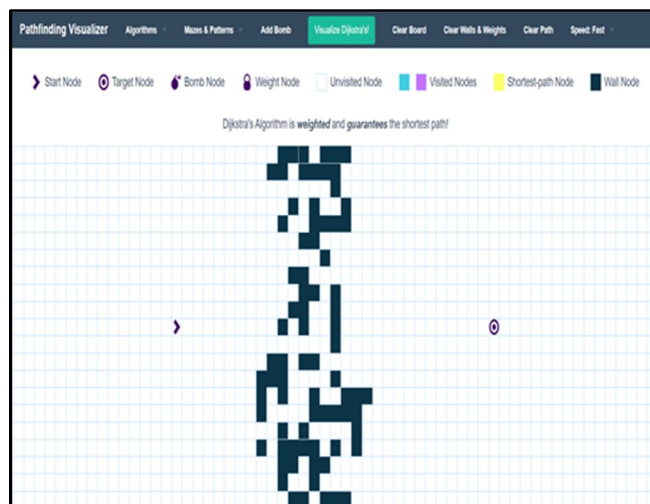 Pathfinding Visualizer Algorithms Mazes & Patterns Add Bomb Visualize Dijkstra's! Clear Board Clear Walls & Weights Clear Path Speed: Fast
Start Node Target Node Bomb Node Weight Node Unvisited Node Visited Nodes Shortest-path Node Wall Node
Dijkstra's Algorithm is weighted and guarantees the shortest path!